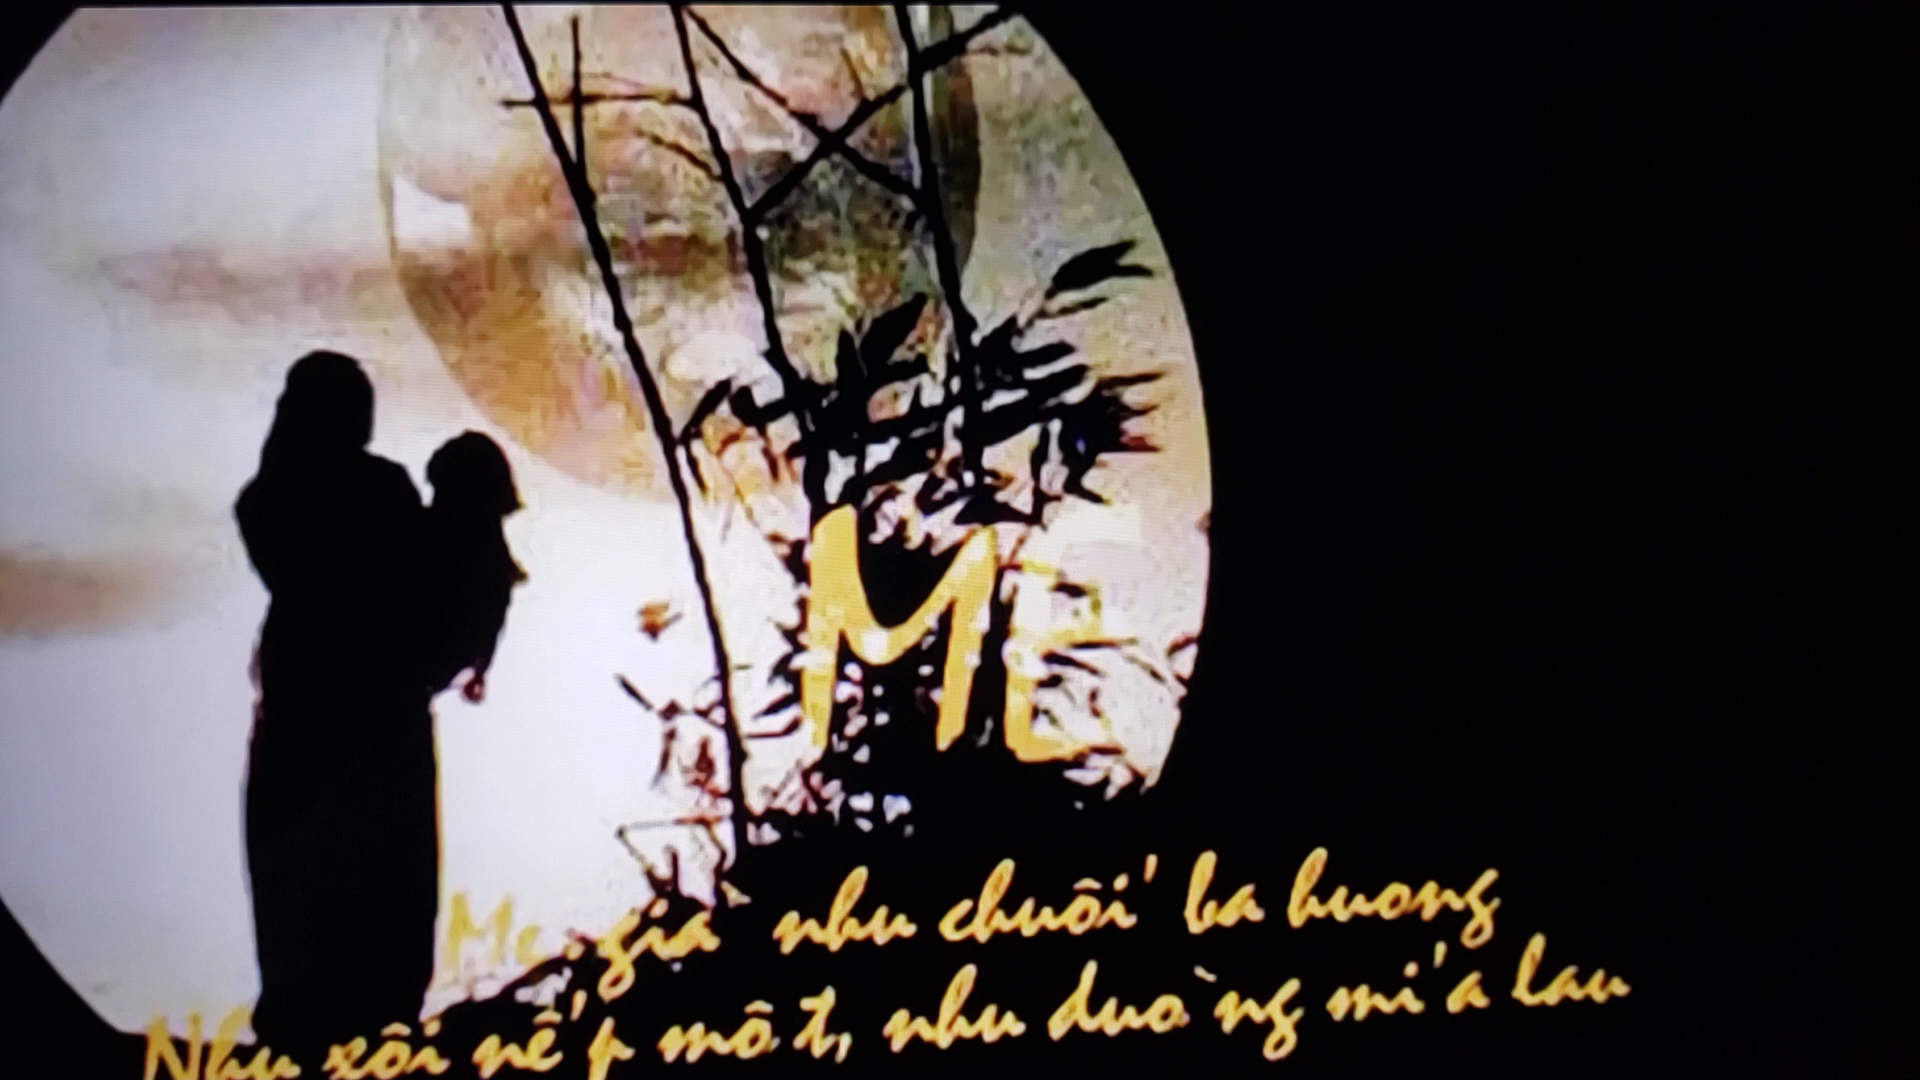 Mẹ
Mẹ già như chuối ba hương
Như xôi nếp một, như đường mía lau